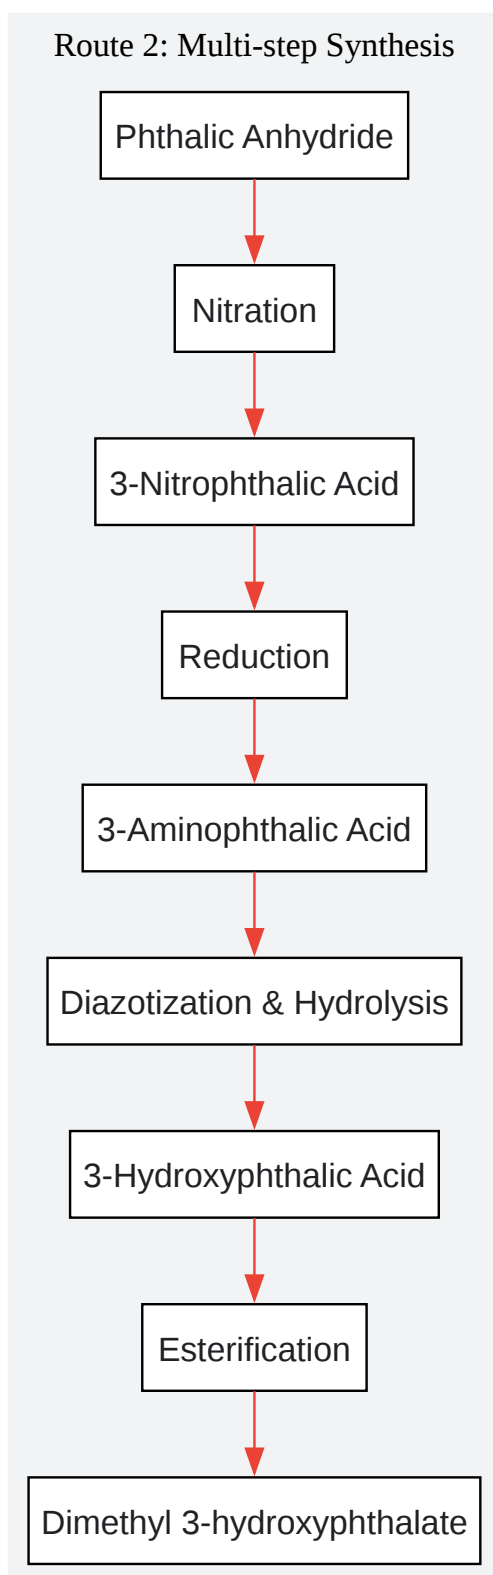 Route 2: Multi-step Synthesis
Phthalic Anhydride
Nitration
3-Nitrophthalic Acid
Reduction
3-Aminophthalic Acid
Diazotization & Hydrolysis
3-Hydroxyphthalic Acid
Esterification
Dimethyl 3-hydroxyphthalate